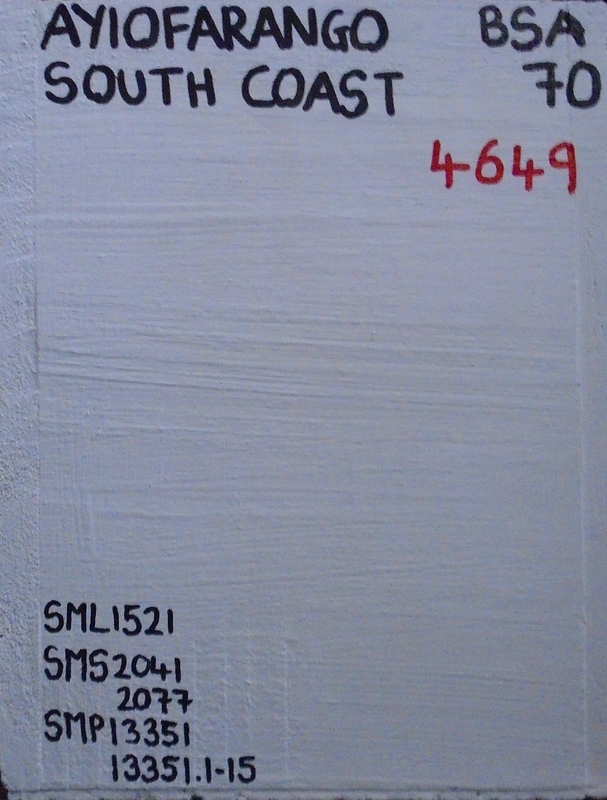 AYIOFARANGO BSA
SOUTH COAST 70
4649
SML1521
SMS2041
2077
SMP13351
13351.1-15